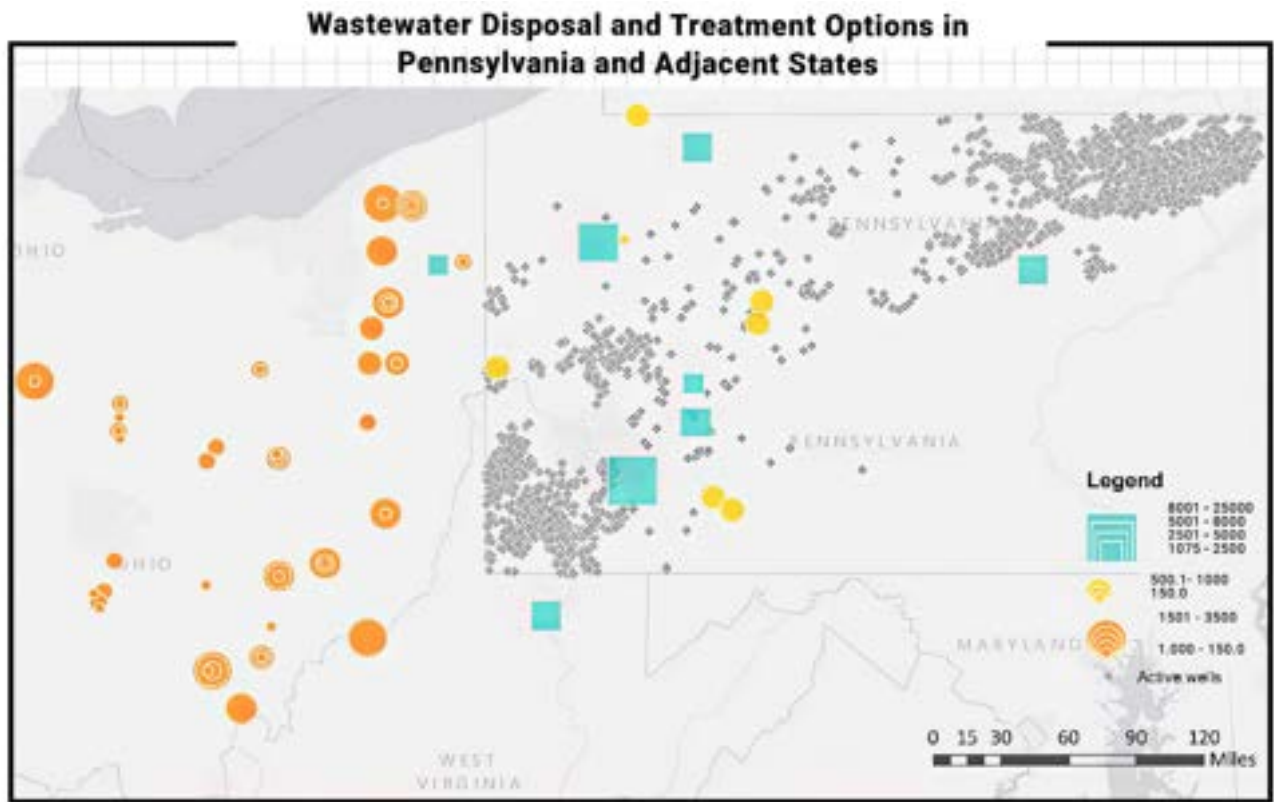 Wastewater Disposal and Treatment Options in
Pennsylvania and Adjacent States
OHIO
PENNSYLVANIA
PENNSYLVANIA
OHIO
MARYLAND
WEST
VIRGINIA
Legend
8001 - 25000
5001 - 8000
2501 - 5000
1075 - 2500
500.1- 1000
150.0
1501 - 3500
1.000 - 150.0
Active wells
0 15 30 60 90 120
Miles